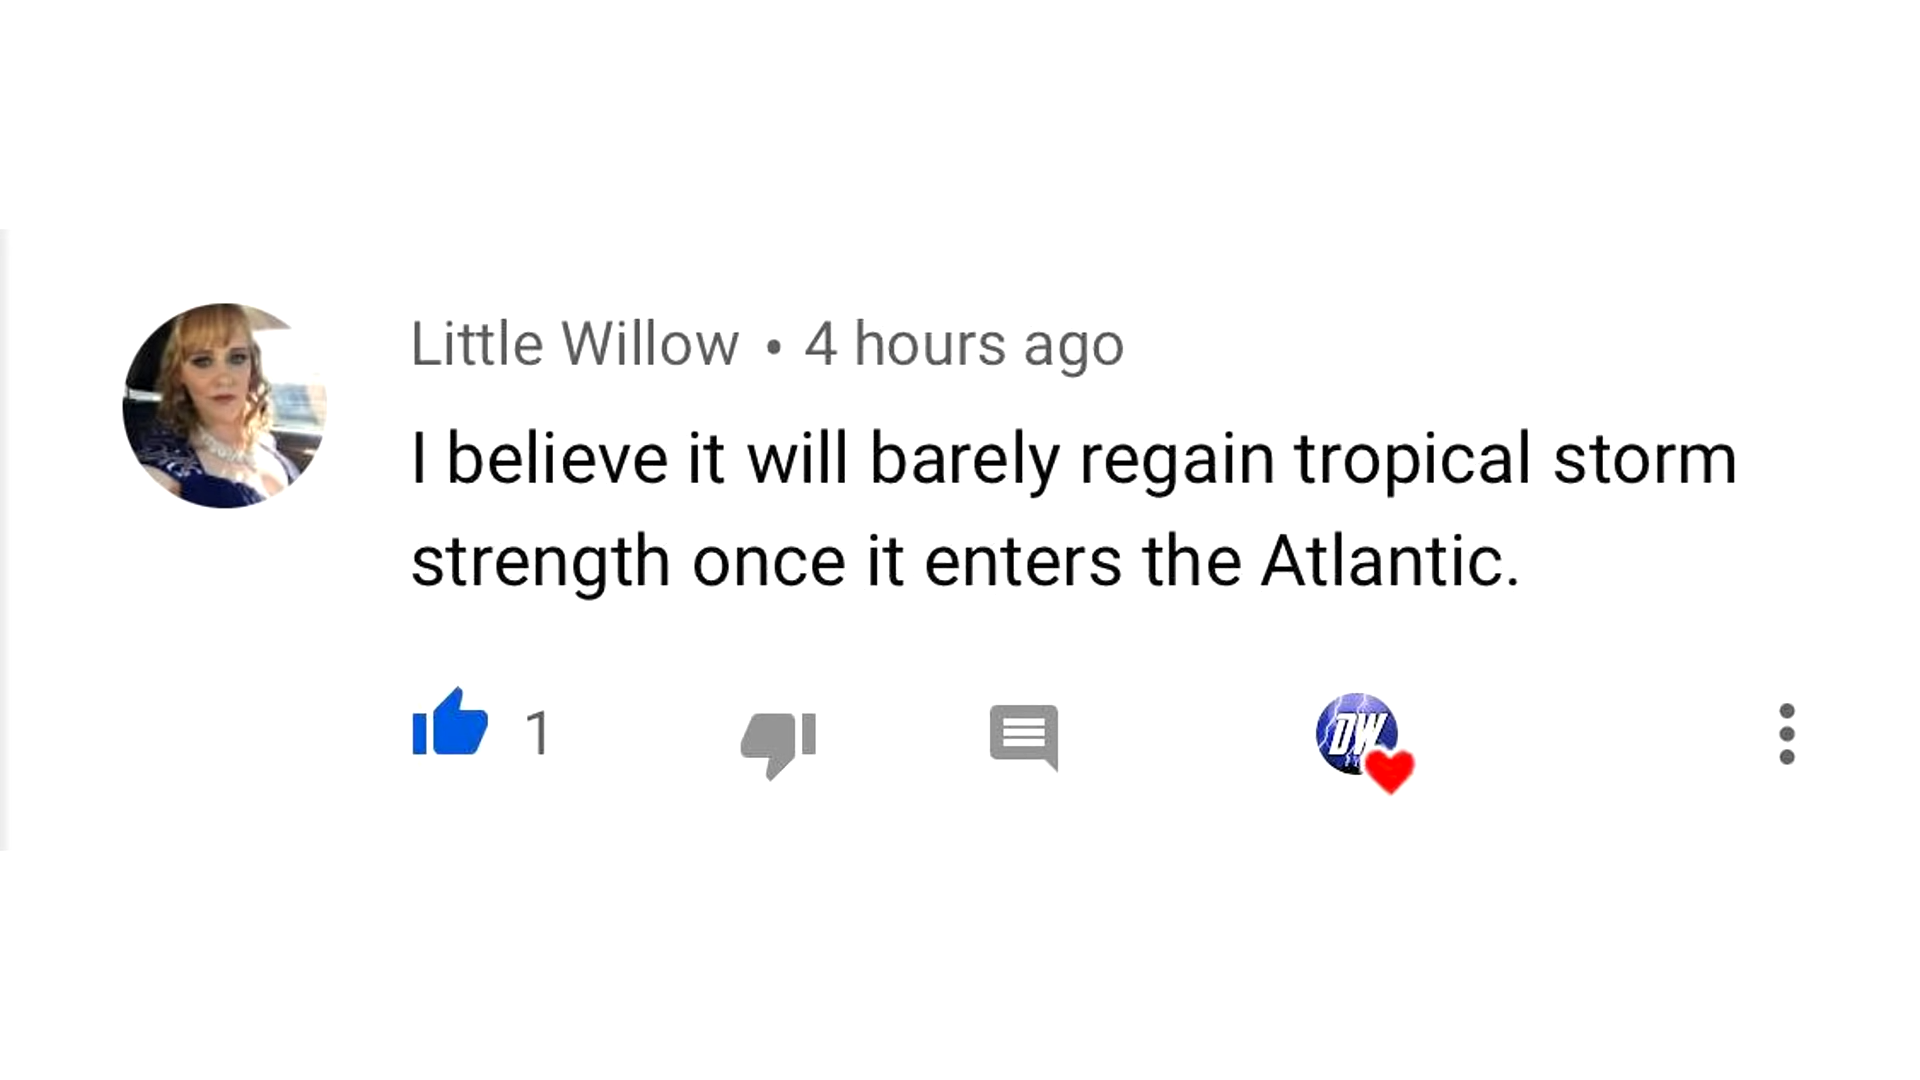 Little Willow • 4 hours ago
I believe it will barely regain tropical storm
strength once it enters the Atlantic.
1
DW